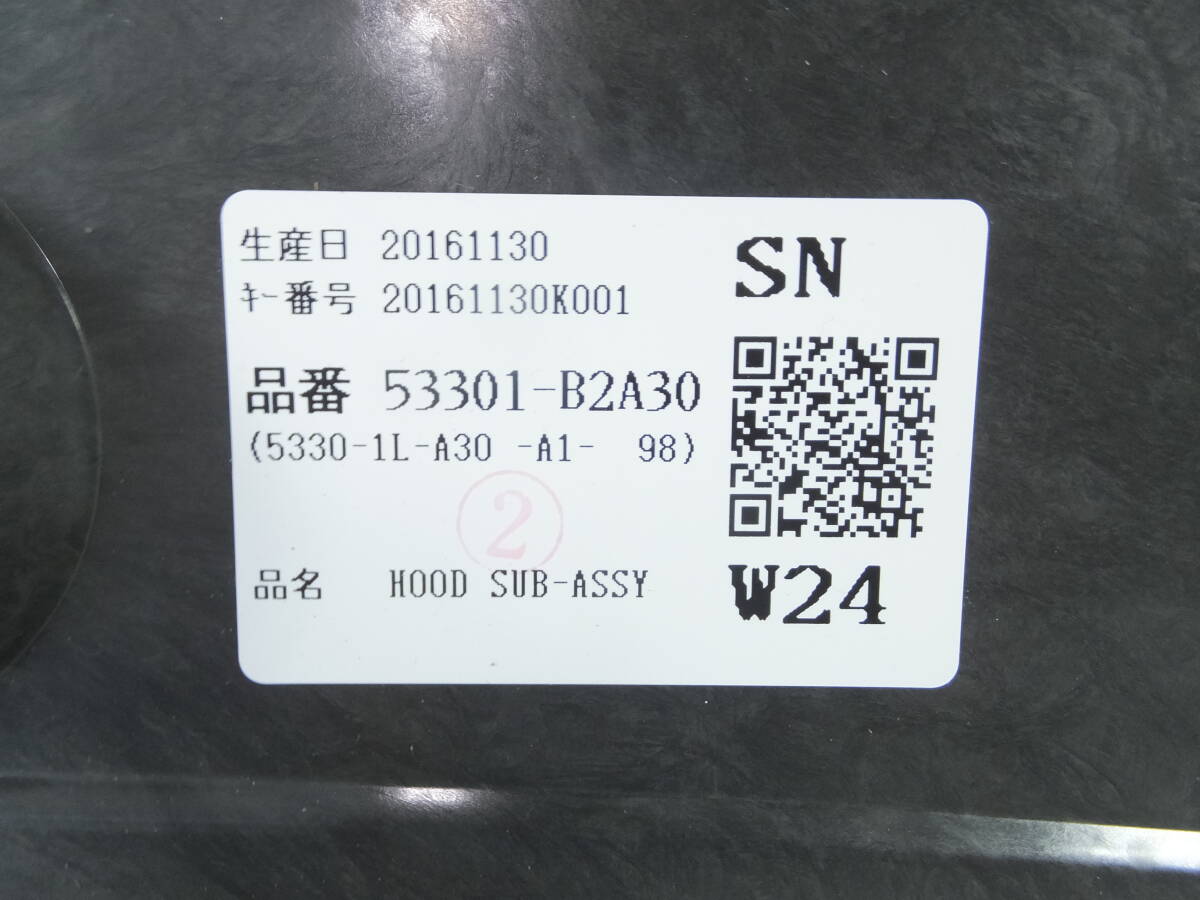 生産日 20161130
ｷｰ番号 20161130K001
品番 53301-B2A30
(5330-1L-A30 -A1- 98)
②
品名 HOOD SUB-ASSY
SN
W24